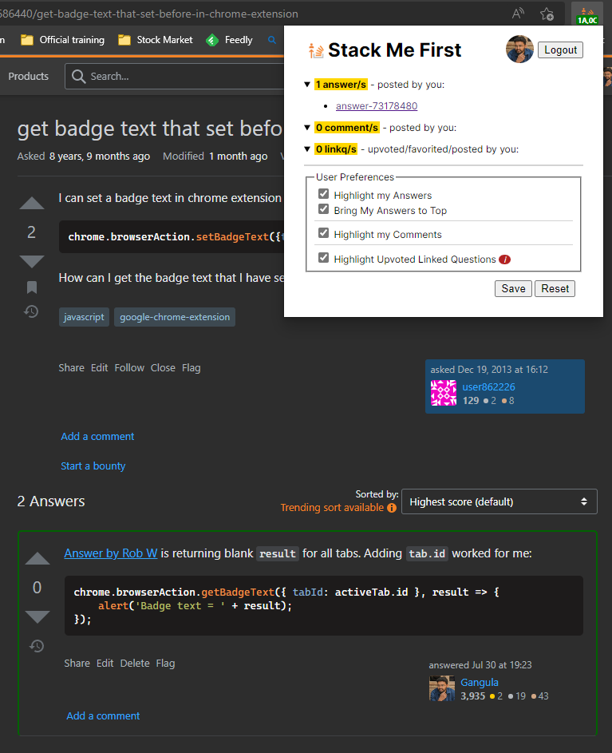 586440/get-badge-text-that-set-before-in-chrome-extension
1A,0C
Official training
Stock Market
Feedly
Stack Me First
Logout
1 answer/s - posted by you:
answer-73178480
0 comment/s - posted by you:
0 linkq/s - upvoted/favorited/posted by you:
User Preferences
Highlight my Answers
Bring My Answers to Top
Highlight my Comments
Highlight Upvoted Linked Questions i
Save Reset
Products
Search...
get badge text that set befo
Asked 8 years, 9 months ago Modified 1 month ago
I can set a badge text in chrome extension
2
chrome.browserAction.setBadgeText({
How can I get the badge text that I have se
javascript google-chrome-extension
Share Edit Follow Close Flag
asked Dec 19, 2013 at 16:12
user862226
129 2 8
Add a comment
Start a bounty
2 Answers
Sorted by:
Trending sort available
Highest score (default)
Answer by Rob W is returning blank result for all tabs. Adding tab.id worked for me:
0
chrome.browserAction.getBadgeText({ tabId: activeTab.id }, result => {
alert('Badge text = ' + result);
});
Share Edit Delete Flag
answered Jul 30 at 19:23
Gangula
3,935 2 19 43
Add a comment